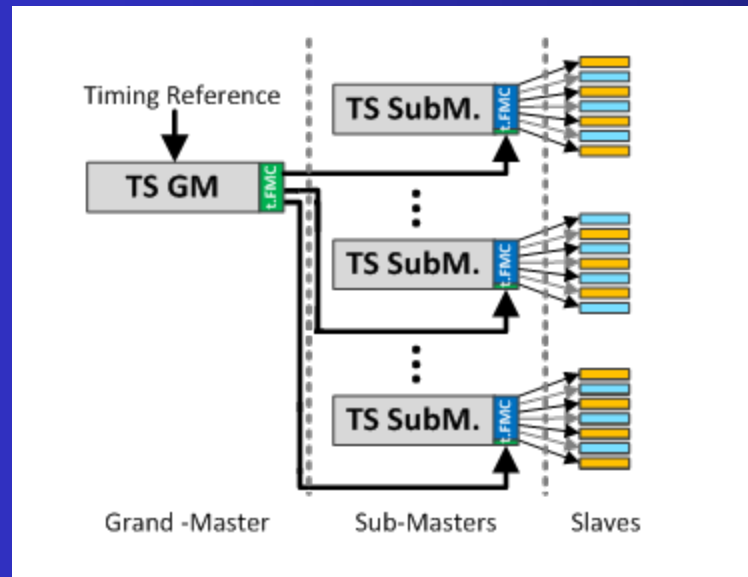 Timing Reference
TS GM
t.FMC
TS SubM.
t.FMC
TS SubM.
t.FMC
TS SubM.
t.FMC
Grand -Master
Sub-Masters
Slaves